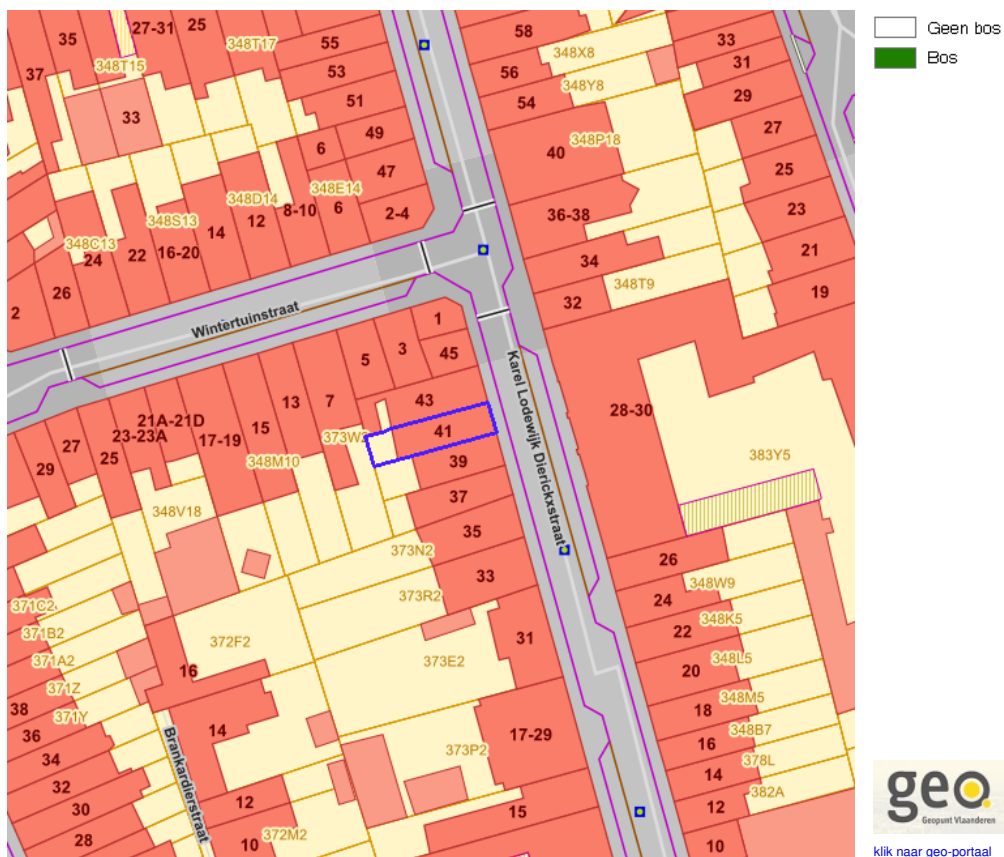 35
27-31
25
348T17
55
58
348X8
33
Geen bos
37
348T15
53
56
348Y8
31
Bos
33
51
54
29
49
6
40
348P18
27
47
25
348E14
348D14
8-10
6
2-4
36-38
23
348S13
14
12
348C13
24
22
16-20
34
21
26
348T9
19
2
32
Wintertuinstraat
1
3
45
5
Karel Lodewijk Dierickxstraat
43
13
7
28-30
21A-21D
15
41
23-23A
17-19
373W2
27
25
348M10
39
383Y5
29
37
348V18
35
373N2
26
33
348W9
373R2
24
371C2
348K5
371B2
22
372F2
31
371A2
373E2
348L5
16
20
371Z
348M5
38
371Y
18
36
14
17-29
348B7
16
34
373P2
378L
Brankardierstraat
32
14
382A
30
12
15
12
28
10
372M2
10
geo
Geopunt Vlaanderen
klik naar geo-portaal